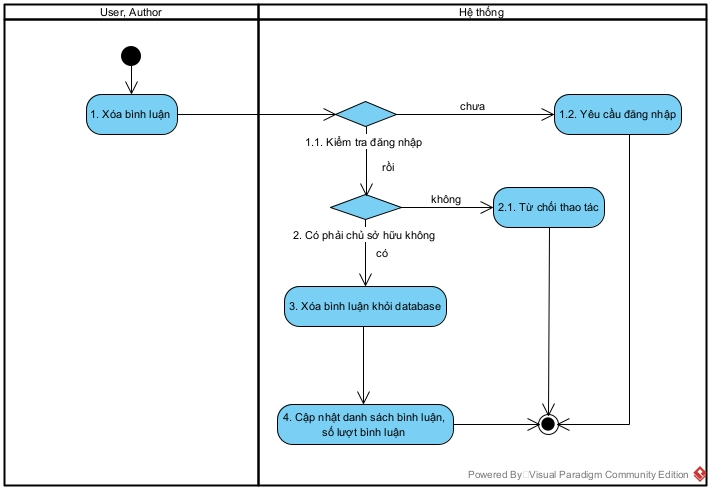 User, Author
Hệ thống
1. Xóa bình luận
chưa
1.2. Yêu cầu đăng nhập
1.1. Kiểm tra đăng nhập
rồi
không
2.1. Từ chối thao tác
2. Có phải chủ sở hữu không
có
3. Xóa bình luận khỏi database
4. Cập nhật danh sách bình luận,
số lượt bình luận
Powered By Visual Paradigm Community Edition